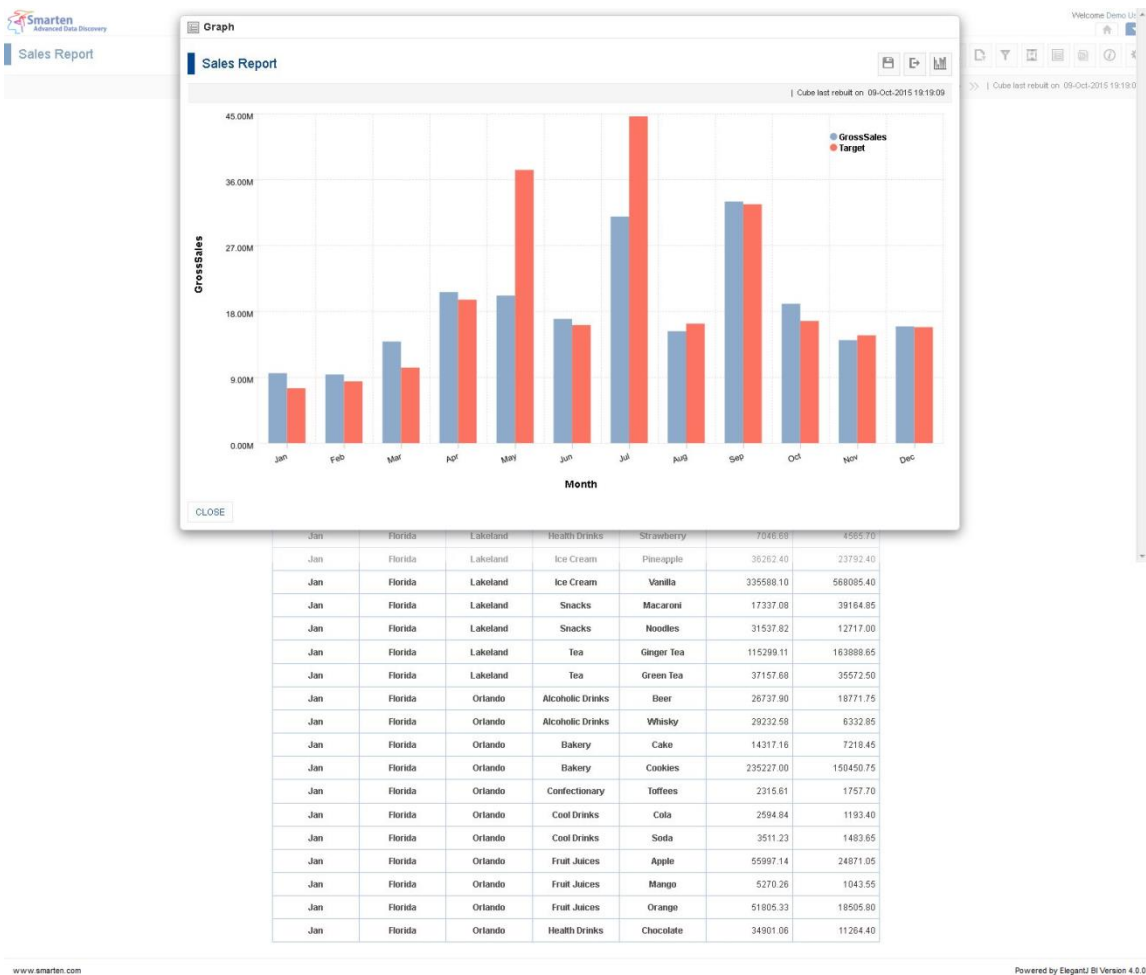 Smarten
Advanced Data Discovery
Welcome Demo Us
Sales Report
Cube last rebuilt on 09-Oct-2015 19:19:0
Graph
Sales Report
| Cube last rebuilt on 09-Oct-2015 19:19:09
45.00M
36.00M
27.00M
18.00M
9.00M
0.00M
GrossSales
GrossSales
Target
Jan Feb Mar Apr May Jun Jul Aug Sep Oct Nov Dec
Month
CLOSE
Jan Florida Lakeland Health Drinks Strawberry 7046.69 4565.70
Jan Florida Lakeland Ice Cream Pineapple 36262.40 23792.40
Jan Florida Lakeland Ice Cream Vanilla 335588.10 568085.40
Jan Florida Lakeland Snacks Macaroni 17337.08 39164.85
Jan Florida Lakeland Snacks Noodles 31537.82 12717.00
Jan Florida Lakeland Tea Ginger Tea 115299.11 163888.65
Jan Florida Lakeland Tea Green Tea 37157.68 35572.50
Jan Florida Orlando Alcoholic Drinks Beer 26737.90 18771.75
Jan Florida Orlando Alcoholic Drinks Whisky 29232.58 6332.85
Jan Florida Orlando Bakery Cake 14317.16 7218.45
Jan Florida Orlando Bakery Cookies 235227.00 150450.75
Jan Florida Orlando Confectionary Toffees 2315.61 1757.70
Jan Florida Orlando Cool Drinks Cola 2594.84 1193.40
Jan Florida Orlando Cool Drinks Soda 3511.23 1483.65
Jan Florida Orlando Fruit Juices Apple 55997.14 24871.05
Jan Florida Orlando Fruit Juices Mango 5270.26 1043.55
Jan Florida Orlando Fruit Juices Orange 51805.33 18505.80
Jan Florida Orlando Health Drinks Chocolate 34901.06 11264.40
www.smarten.com
Powered by ElegantJ BI Version 4.0.0